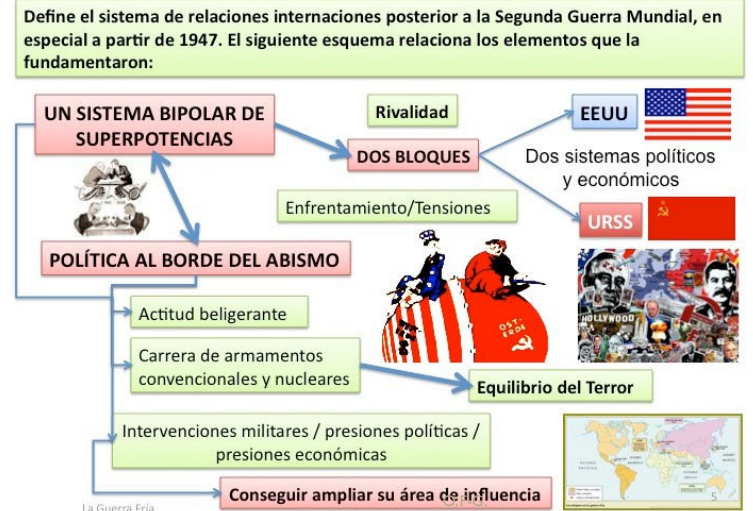 Define el sistema de relaciones internaciones posterior a la Segunda Guerra Mundial, en
especial a partir de 1947. El siguiente esquema relaciona los elementos que la
fundamentaron:
UN SISTEMA BIPOLAR DE
SUPERPOTENCIAS
Rivalidad
EEUU
DOS BLOQUES
Dos sistemas políticos
y económicos
Enfrentamiento/Tensiones
URSS
POLÍTICA AL BORDE DEL ABISMO
HOLLYWOOD
Actitud beligerante
OST-
ERDE
Carrera de armamentos
convencionales y nucleares
Equilibrio del Terror
Intervenciones militares / presiones políticas /
presiones económicas
Conseguir ampliar su área de influencia
5
La Guerra Fría